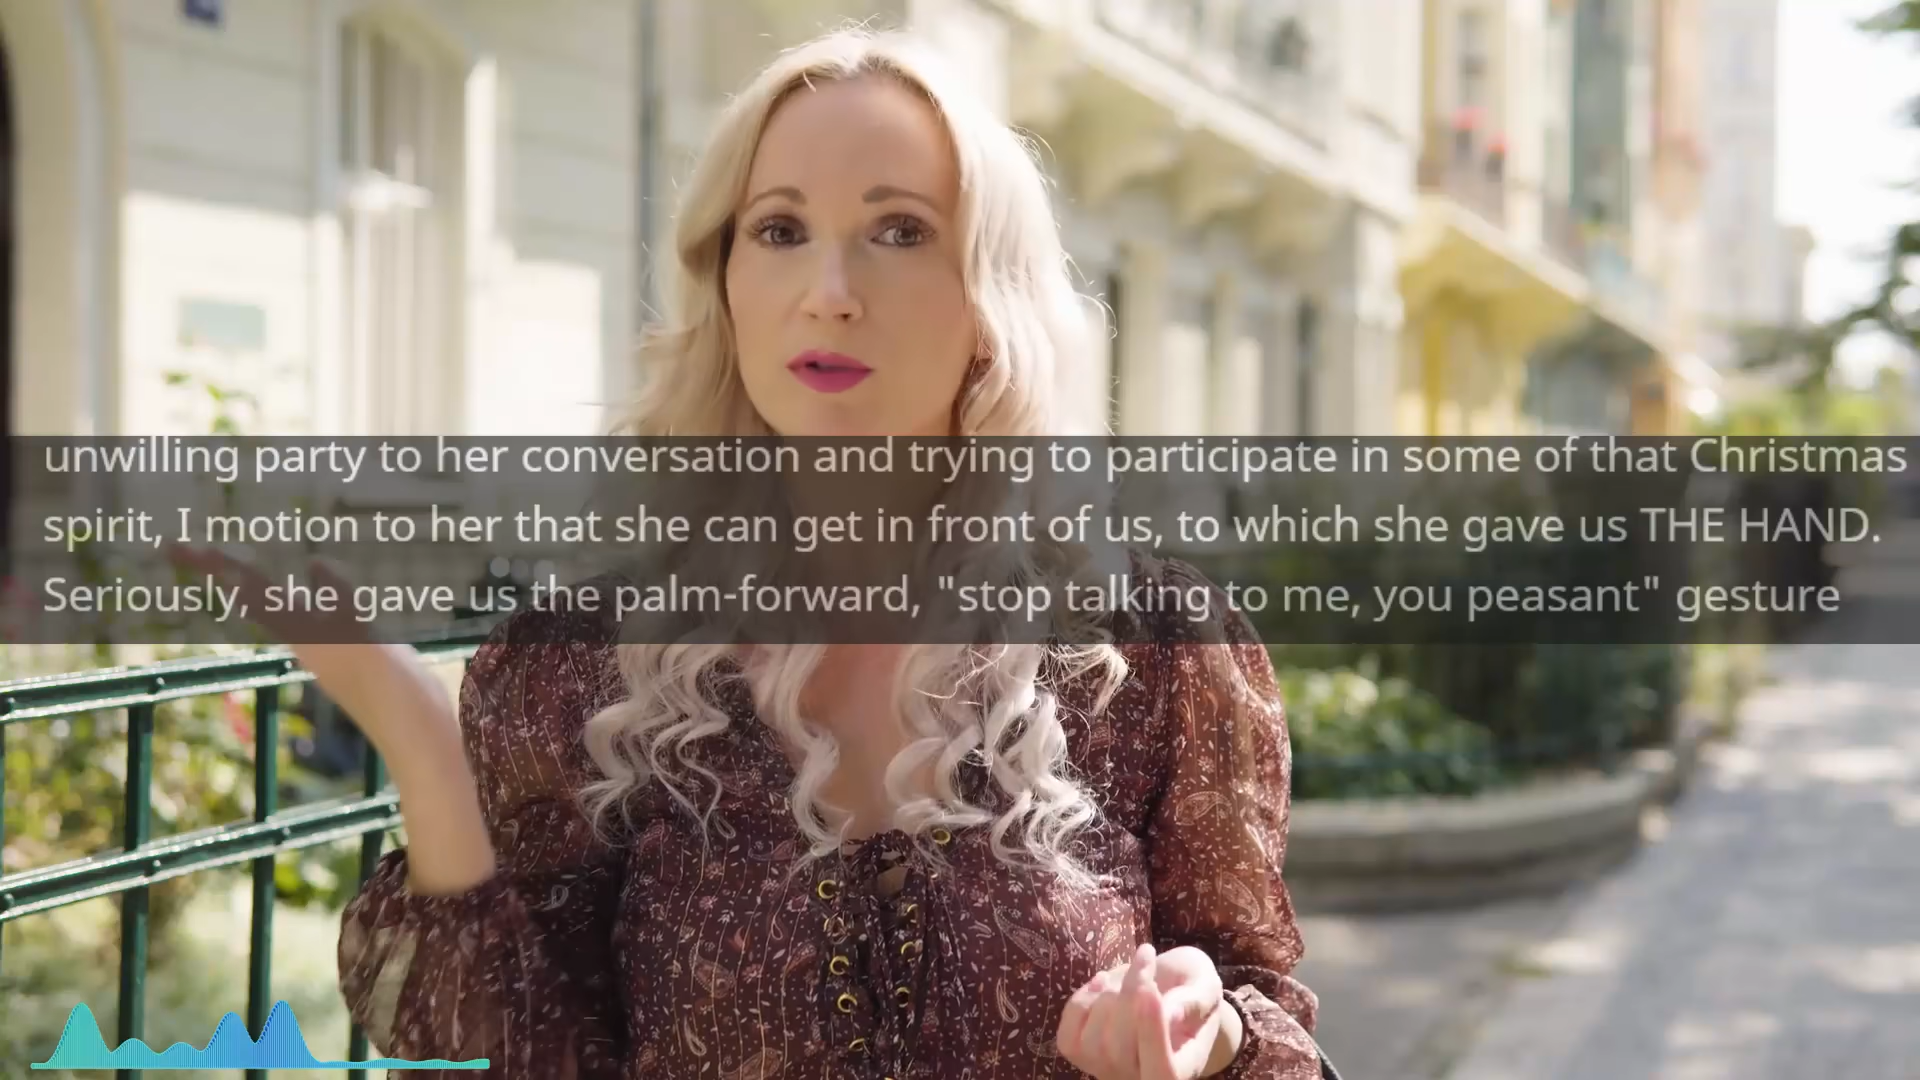 unwilling party to her conversation and trying to participate in some of that Christmas
spirit, I motion to her that she can get in front of us, to which she gave us THE HAND.
Seriously, she gave us the palm-forward, "stop talking to me, you peasant" gesture